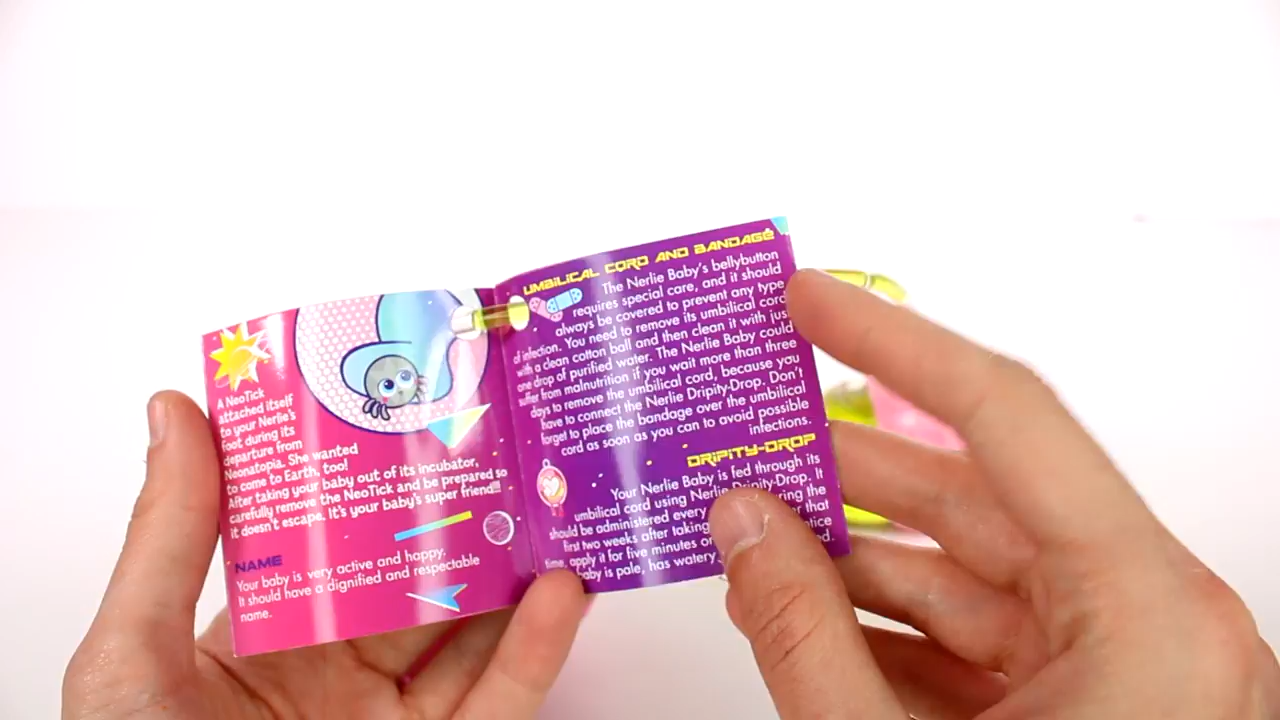 A NeoTick
attached itself
to your Nerlie's
foot during its
departure from
Neonatopia. She wanted
to come to Earth, too!
After taking your baby out of its incubator,
carefully remove the NeoTick and be prepared so
it doesn't escape. It's your baby's super friend...
NAME
Your baby is very active and happy.
It should have a dignified and respectable
name.
UMBILICAL CORD AND BANDAGE
The Nerlie Baby's bellybutton
requires special care, and it should
always be covered to prevent any type
of infection. You need to remove its umbilical cord
with a clean cotton ball and then clean it with just
one drop of purified water. The Nerlie Baby could
suffer from malnutrition if you wait more than three
days to remove the umbilical cord, because you
have to connect the Nerlie Dripity-Drop. Don't
forget to place the bandage over the umbilical
cord as soon as you can to avoid possible
infections.
DRIPITY-DROP
Your Nerlie Baby is fed through its
umbilical cord using Nerlie Dripity-Drop. It
should be administered every during the
first two weeks after taking that
time, apply it for five minutes
baby is pale, has watery